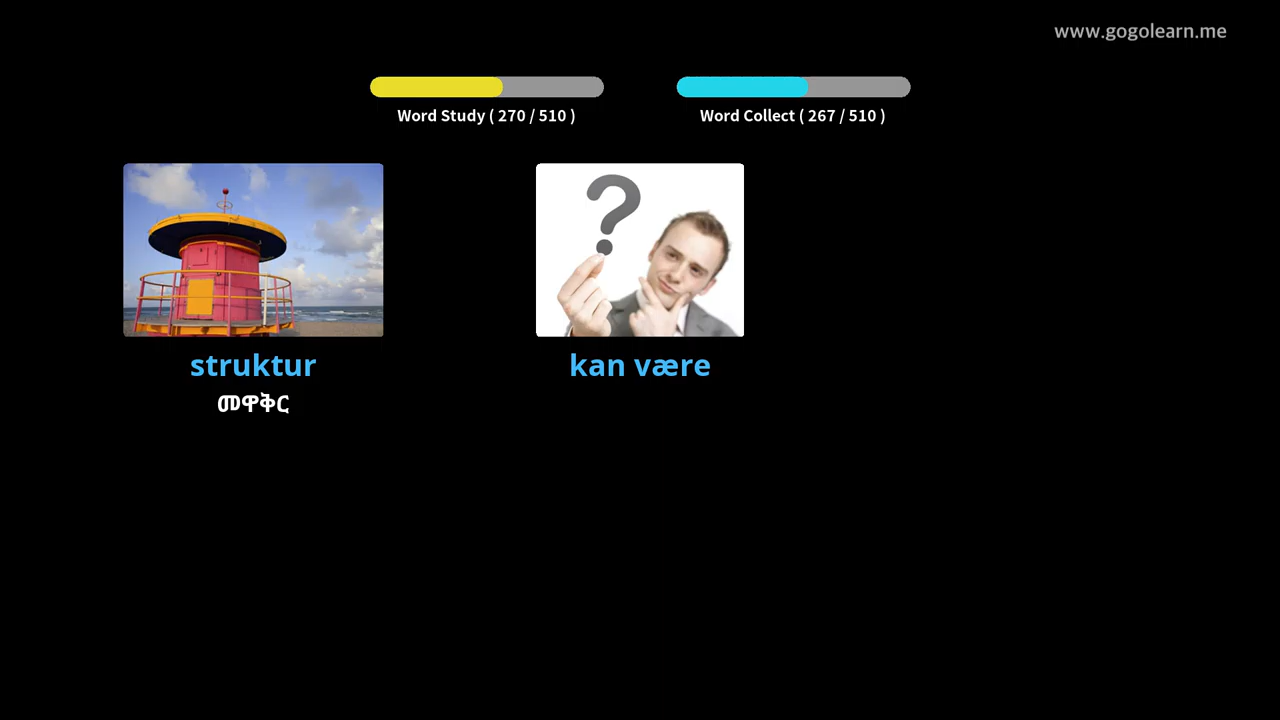 www.gogolearn.me
Word Study ( 270 / 510 )
Word Collect ( 267 / 510 )
struktur
መዋቅር
kan være